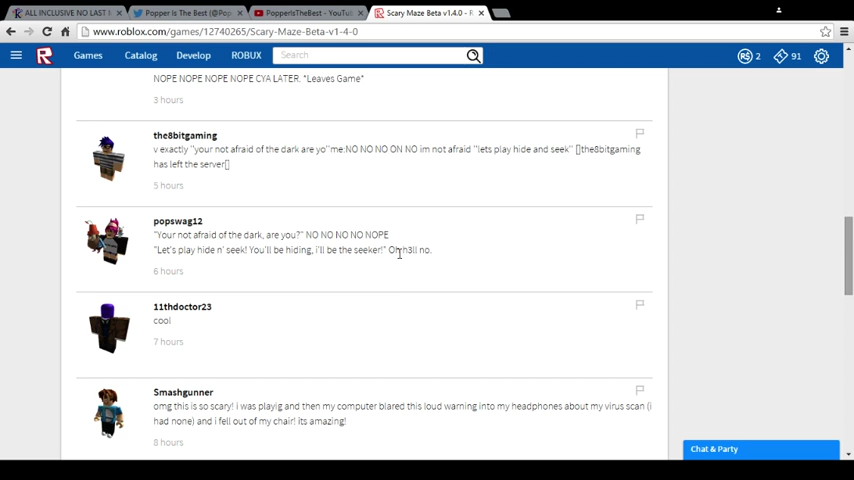 ALL INCLUSIVE NO LAST
Popper Is The Best (@Pop
PopperIsTheBest - YouTu
Scary Maze Beta v1.4.0 - R
www.roblox.com/games/12740265/Scary-Maze-Beta-v1-4-0
Games Catalog Develop ROBUX Search R$ 2 91
NOPE NOPE NOPE NOPE CYA LATER. *Leaves Game*
3 hours
the8bitgaming
v exactly "your not afraid of the dark are yo"me:NO NO NO ON NO im not afraid "lets play hide and seek" []the8bitgaming
has left the server[]
5 hours
popswag12
"Your not afraid of the dark, are you?" NO NO NO NO NOPE
"Let's play hide n' seek! You'll be hiding, i'll be the seeker!" Oh h3ll no.
6 hours
11thdoctor23
cool
7 hours
Smashgunner
omg this is so scary! i was playig and then my computer blared this loud warning into my headphones about my virus scan (i
had none) and i fell out of my chair! its amazing!
8 hours
Chat & Party